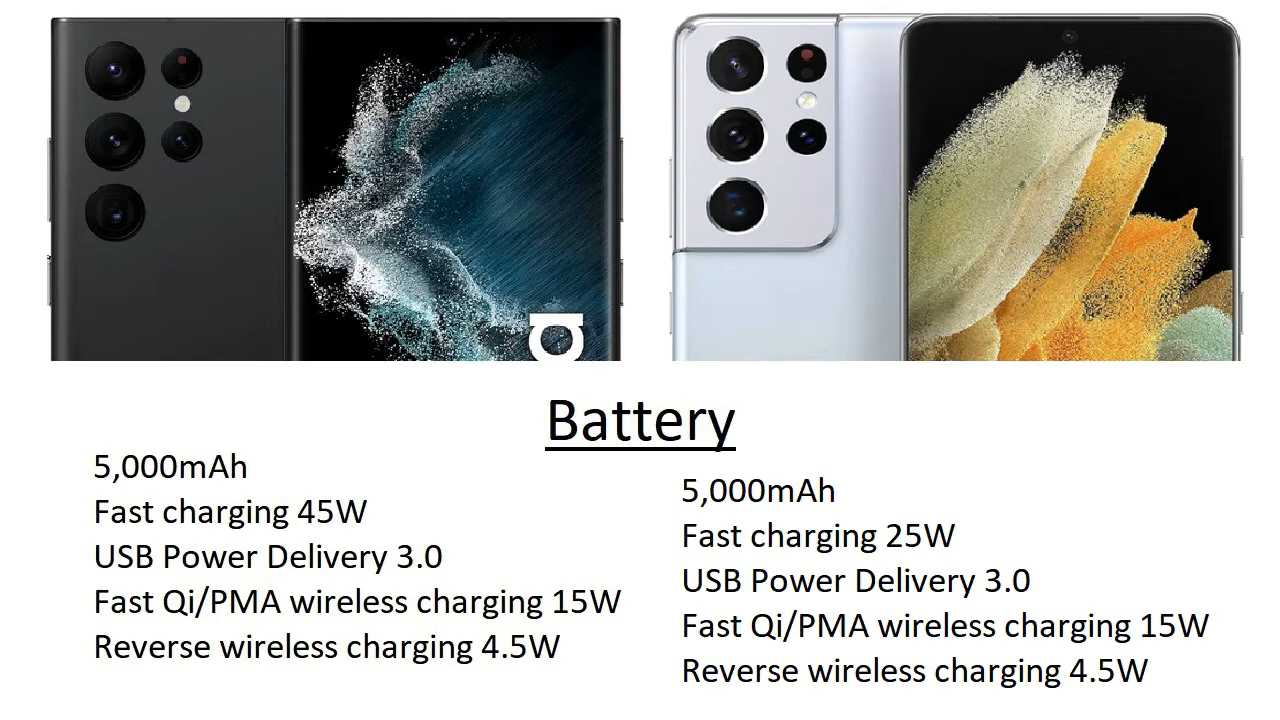 Battery
5,000mAh
Fast charging 45W
USB Power Delivery 3.0
Fast Qi/PMA wireless charging 15W
Reverse wireless charging 4.5W
5,000mAh
Fast charging 25W
USB Power Delivery 3.0
Fast Qi/PMA wireless charging 15W
Reverse wireless charging 4.5W